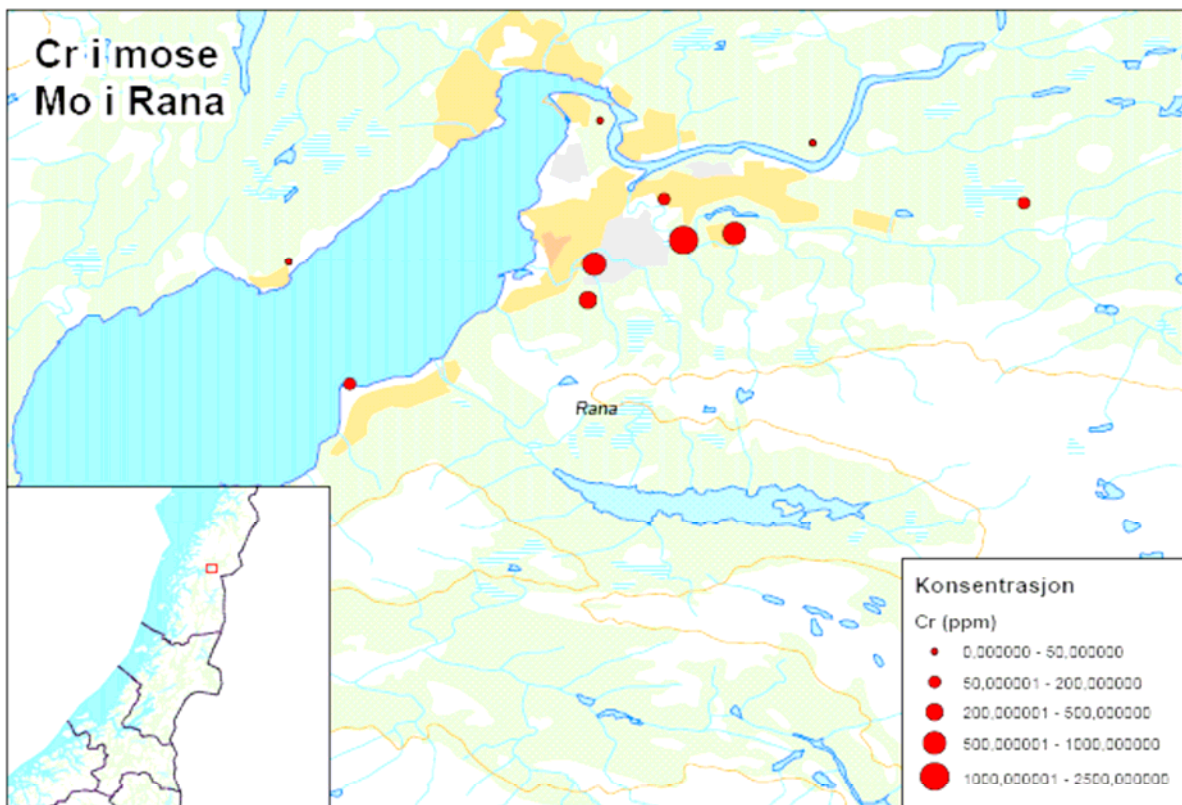 Cr i mose
Mo i Rana
Rana
Konsentrasjon
Cr (ppm)
0,000000 - 50,000000
50,000001 - 200,000000
200,000001 - 500,000000
500,000001 - 1000,000000
1000,000001 - 2500,000000